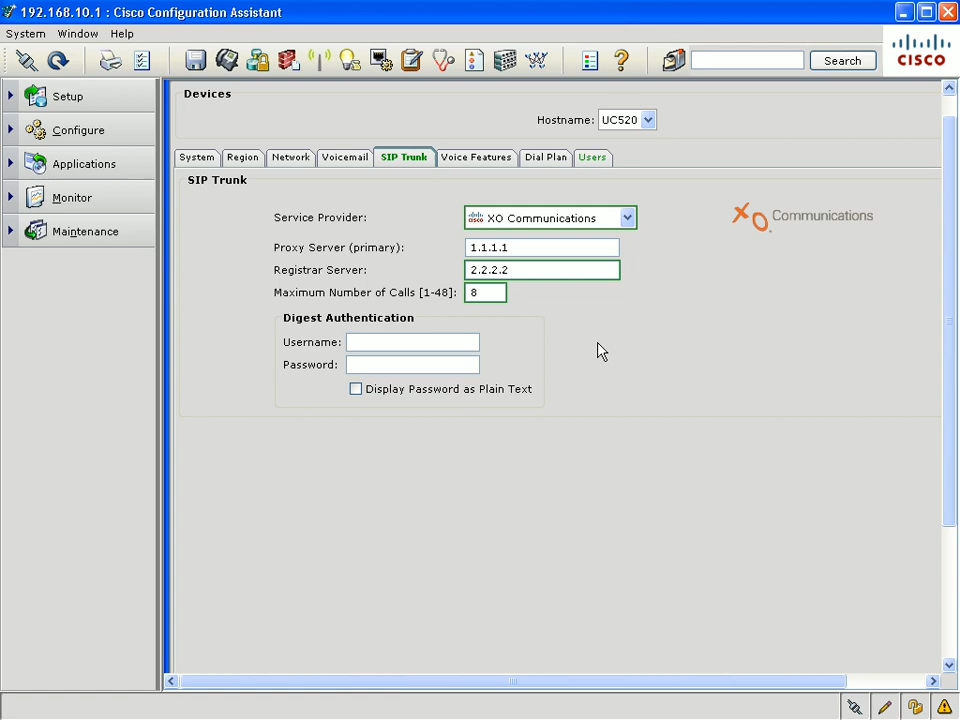 192.168.10.1 : Cisco Configuration Assistant
System Window Help
Search
CISCO
Setup
Configure
Applications
Monitor
Maintenance
Devices
Hostname: UC520
System Region Network Voicemail SIP Trunk Voice Features Dial Plan Users
SIP Trunk
Service Provider: cisco XO Communications
XO Communications
Proxy Server (primary): 1.1.1.1
Registrar Server: 2.2.2.2
Maximum Number of Calls [1-48]: 8
Digest Authentication
Username:
Password:
Display Password as Plain Text